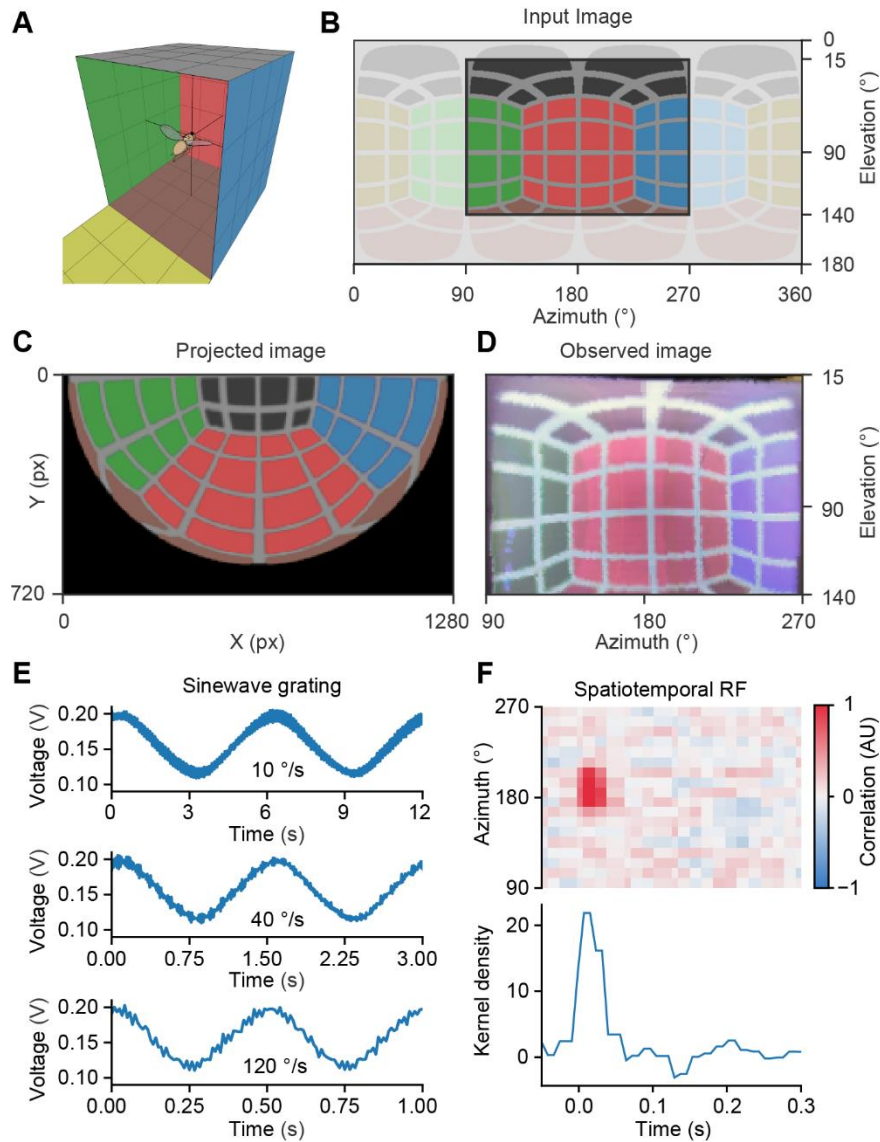 A
B
Input Image
0
15
90
140
180
Elevation (°)
0
90
180
270
360
Azimuth (°)
C
Projected image
0
720
Y (px)
0
1280
X (px)
D
Observed image
15
90
140
Elevation (°)
90
180
270
Azimuth (°)
E
Sinewave grating
Voltage (V)
0.20
0.15
0.10
10 °/s
0
3
6
9
12
Time (s)
Voltage (V)
0.20
0.15
0.10
40 °/s
0.00
0.75
1.50
2.25
3.00
Time (s)
Voltage (V)
0.20
0.15
0.10
120 °/s
0.00
0.25
0.50
0.75
1.00
Time (s)
F
Spatiotemporal RF
Azimuth (°)
270
180
90
1
0
−1
Correlation (AU)
Kernel density
20
10
0
0.0
0.1
0.2
0.3
Time (s)